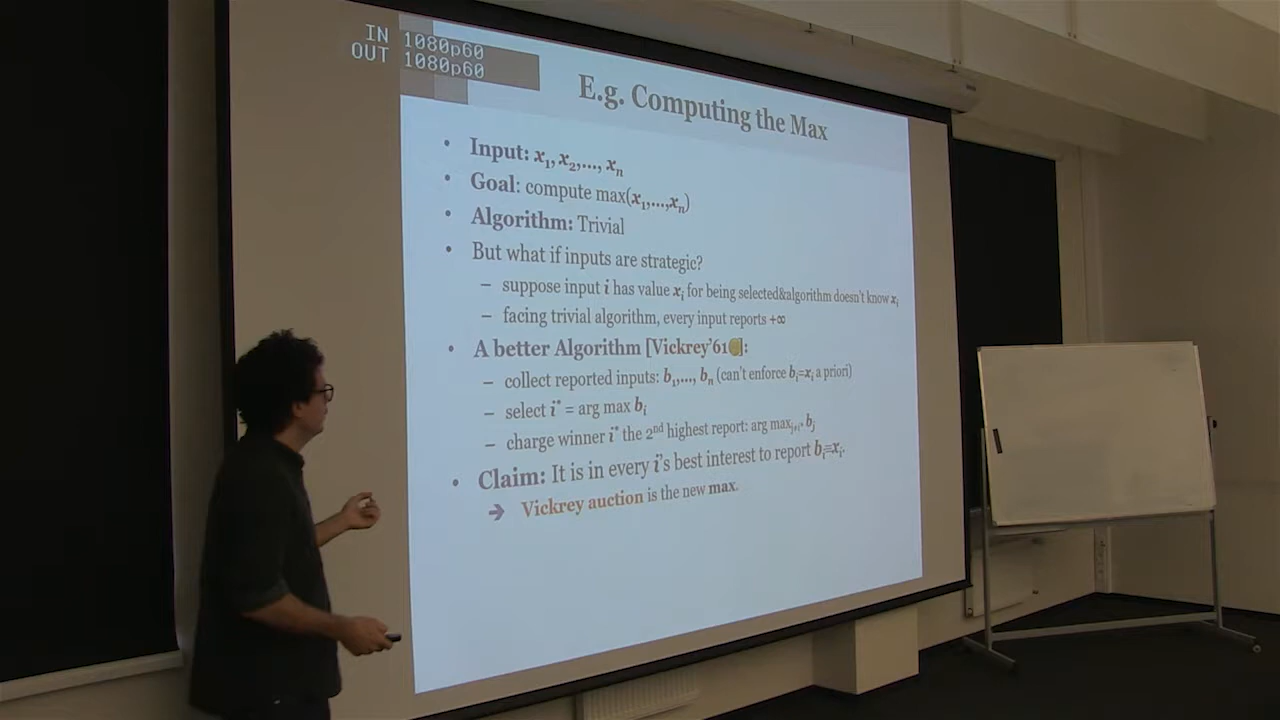 IN 1080p60
OUT 1080p60
E.g. Computing the Max
• Input: x₁, x₂,..., xₙ
• Goal: compute max(x₁,...,xₙ)
• Algorithm: Trivial
• But what if inputs are strategic?
– suppose input i has value xᵢ for being selected&algorithm doesn't know xᵢ
– facing trivial algorithm, every input reports +∞
• A better Algorithm [Vickrey'61]:
– collect reported inputs: b₁,..., bₙ (can't enforce bᵢ=xᵢ a priori)
– select i* = arg max bᵢ
– charge winner i* the 2nd highest report: arg max bⱼ
• Claim: It is in every i's best interest to report bᵢ=xᵢ.
➔ Vickrey auction is the new max.